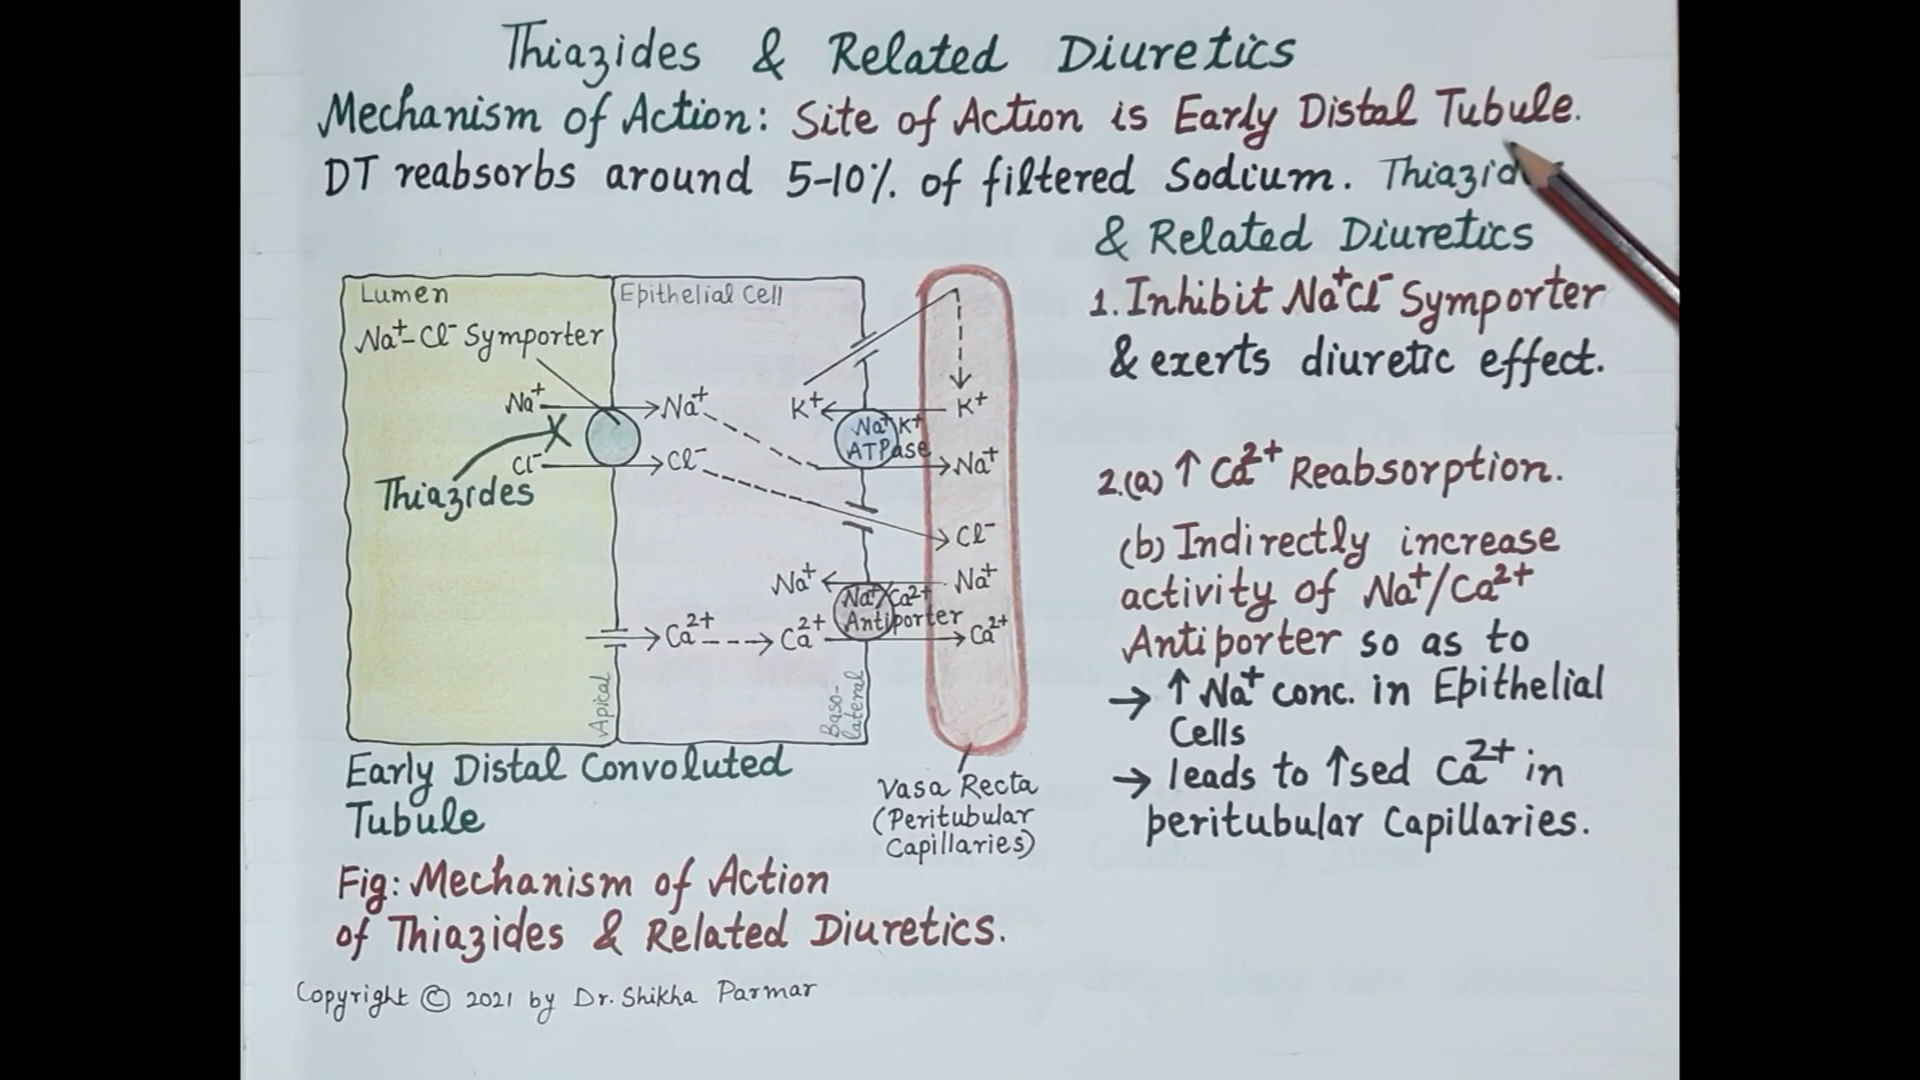 Thiazides & Related Diuretics
Mechanism of Action: Site of Action is Early Distal Tubule.
DT reabsorbs around 5-10% of filtered Sodium. Thiazid
& Related Diuretics
1. Inhibit Na⁺Cl⁻ Symporter
& exerts diuretic effect.
2.(a) ↑ Ca²⁺ Reabsorption.
(b) Indirectly increase
activity of Na⁺/Ca²⁺
Antiporter so as to
→ ↑ Na⁺ conc. in Epithelial
Cells
→ leads to ↑sed Ca²⁺ in
peritubular Capillaries.
Lumen
Epithelial Cell
Na⁺-Cl⁻ Symporter
Na⁺
Na⁺
K⁺
K⁺
Na⁺K⁺
ATPase
Cl⁻
Cl⁻
Na⁺
Thiazides
Cl⁻
Na⁺
Na⁺
Na⁺/Ca²⁺
Antiporter
Ca²⁺
Ca²⁺
Ca²⁺
Apical
Baso-
lateral
Early Distal Convoluted
Tubule
Vasa Recta
(Peritubular
Capillaries)
Fig: Mechanism of Action
of Thiazides & Related Diuretics.
Copyright © 2021 by Dr. Shikha Parmar